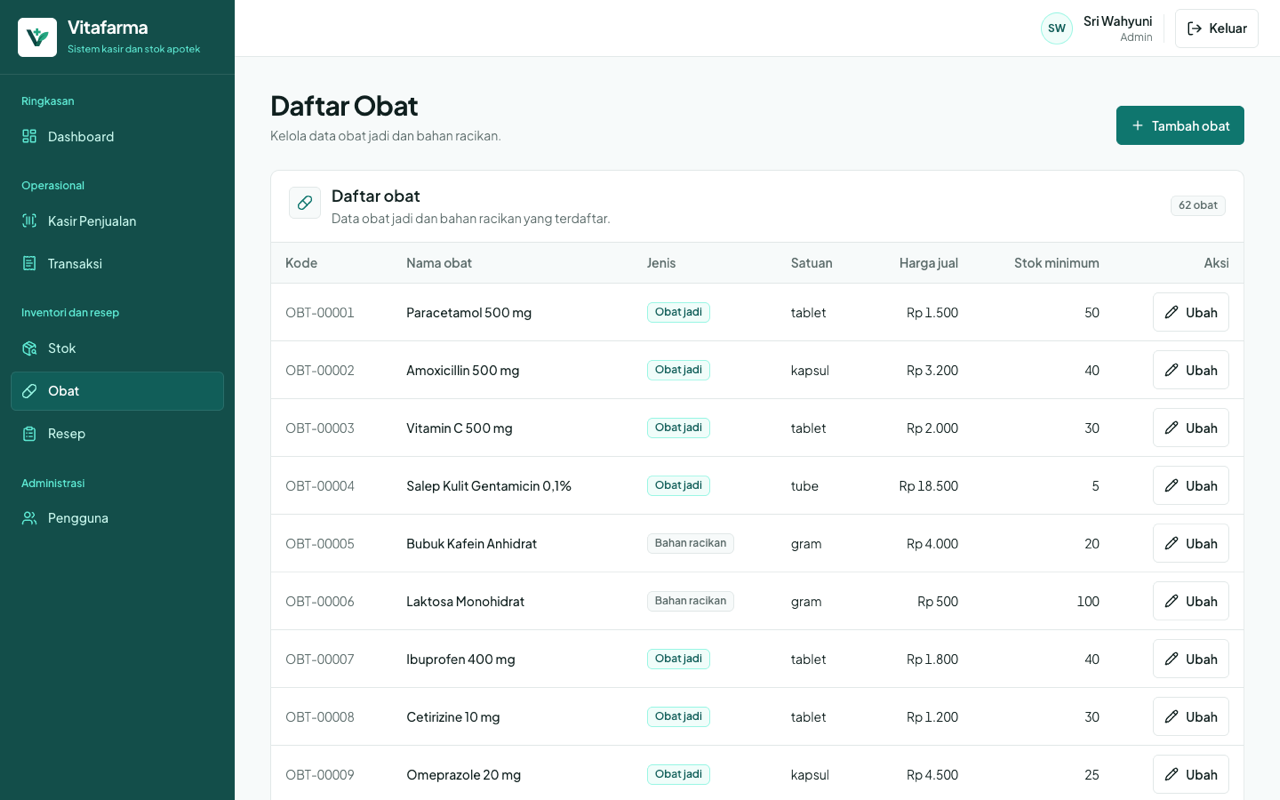 Vitafarma
Sistem kasir dan stok apotek
Ringkasan
Dashboard
Operasional
Kasir Penjualan
Transaksi
Inventori dan resep
Stok
Obat
Resep
Administrasi
Pengguna
SW
Sri Wahyuni
Admin
Keluar
Daftar Obat
Kelola data obat jadi dan bahan racikan.
Tambah obat
Daftar obat
Data obat jadi dan bahan racikan yang terdaftar.
62 obat
Kode Nama obat Jenis Satuan Harga jual Stok minimum Aksi
OBT-00001 Paracetamol 500 mg Obat jadi tablet Rp 1.500 50 Ubah
OBT-00002 Amoxicillin 500 mg Obat jadi kapsul Rp 3.200 40 Ubah
OBT-00003 Vitamin C 500 mg Obat jadi tablet Rp 2.000 30 Ubah
OBT-00004 Salep Kulit Gentamicin 0,1% Obat jadi tube Rp 18.500 5 Ubah
OBT-00005 Bubuk Kafein Anhidrat Bahan racikan gram Rp 4.000 20 Ubah
OBT-00006 Laktosa Monohidrat Bahan racikan gram Rp 500 100 Ubah
OBT-00007 Ibuprofen 400 mg Obat jadi tablet Rp 1.800 40 Ubah
OBT-00008 Cetirizine 10 mg Obat jadi tablet Rp 1.200 30 Ubah
OBT-00009 Omeprazole 20 mg Obat jadi kapsul Rp 4.500 25 Ubah